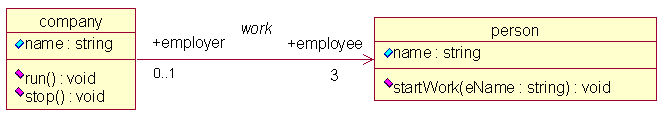 company
name : string
run() : void
stop() : void
work
+employer
+employee
0..1
3
person
name : string
startWork(eName : string) : void